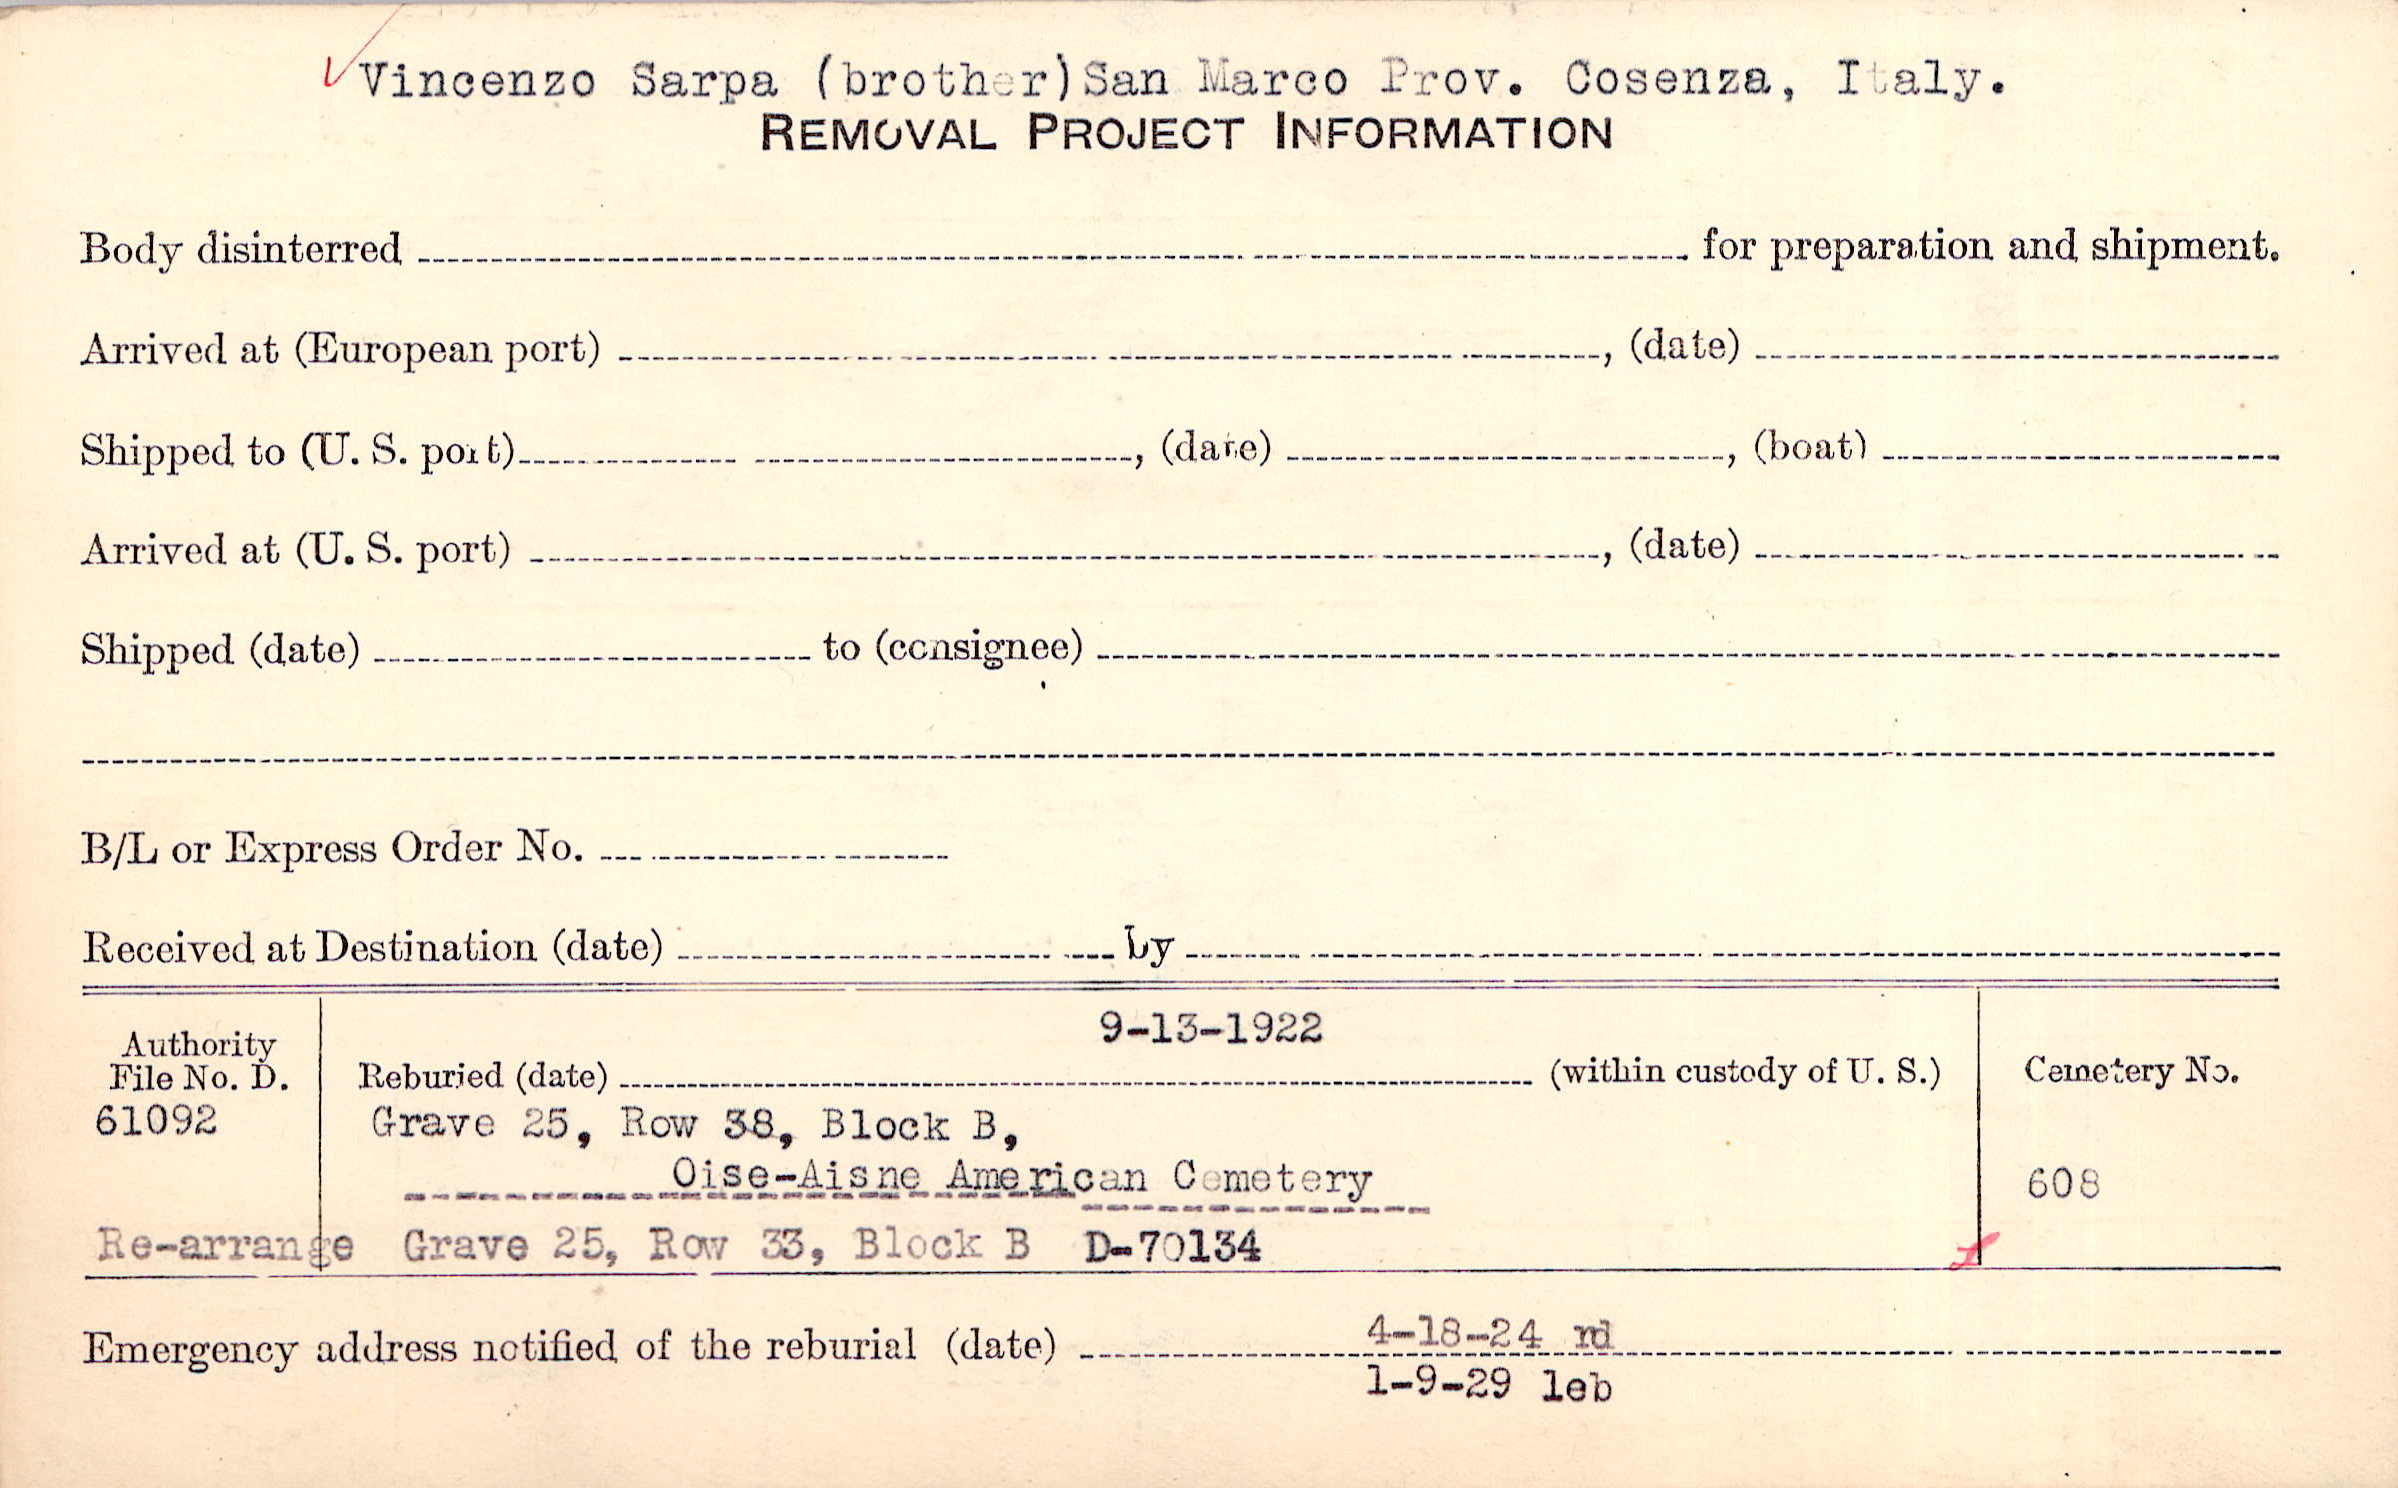 Vincenzo Sarpa (brother)San Marco Prov. Cosenza, Italy.
REMOVAL PROJECT INFORMATION
Body disinterred for preparation and shipment.
Arrived at (European port) , (date)
Shipped to (U. S. port) , (date) , (boat)
Arrived at (U. S. port) , (date)
Shipped (date) to (consignee)
B/L or Express Order No.
Received at Destination (date) by
Authority
File No. D.
61092
9-13-1922
Reburied (date) (within custody of U. S.)
Grave 25, Row 38, Block B,
Oise-Aisne American Cemetery
Cemetery No.
608
Re-arrange Grave 25, Row 33, Block B D-70134
Emergency address notified of the reburial (date) 4-18-24 rd
1-9-29 leb